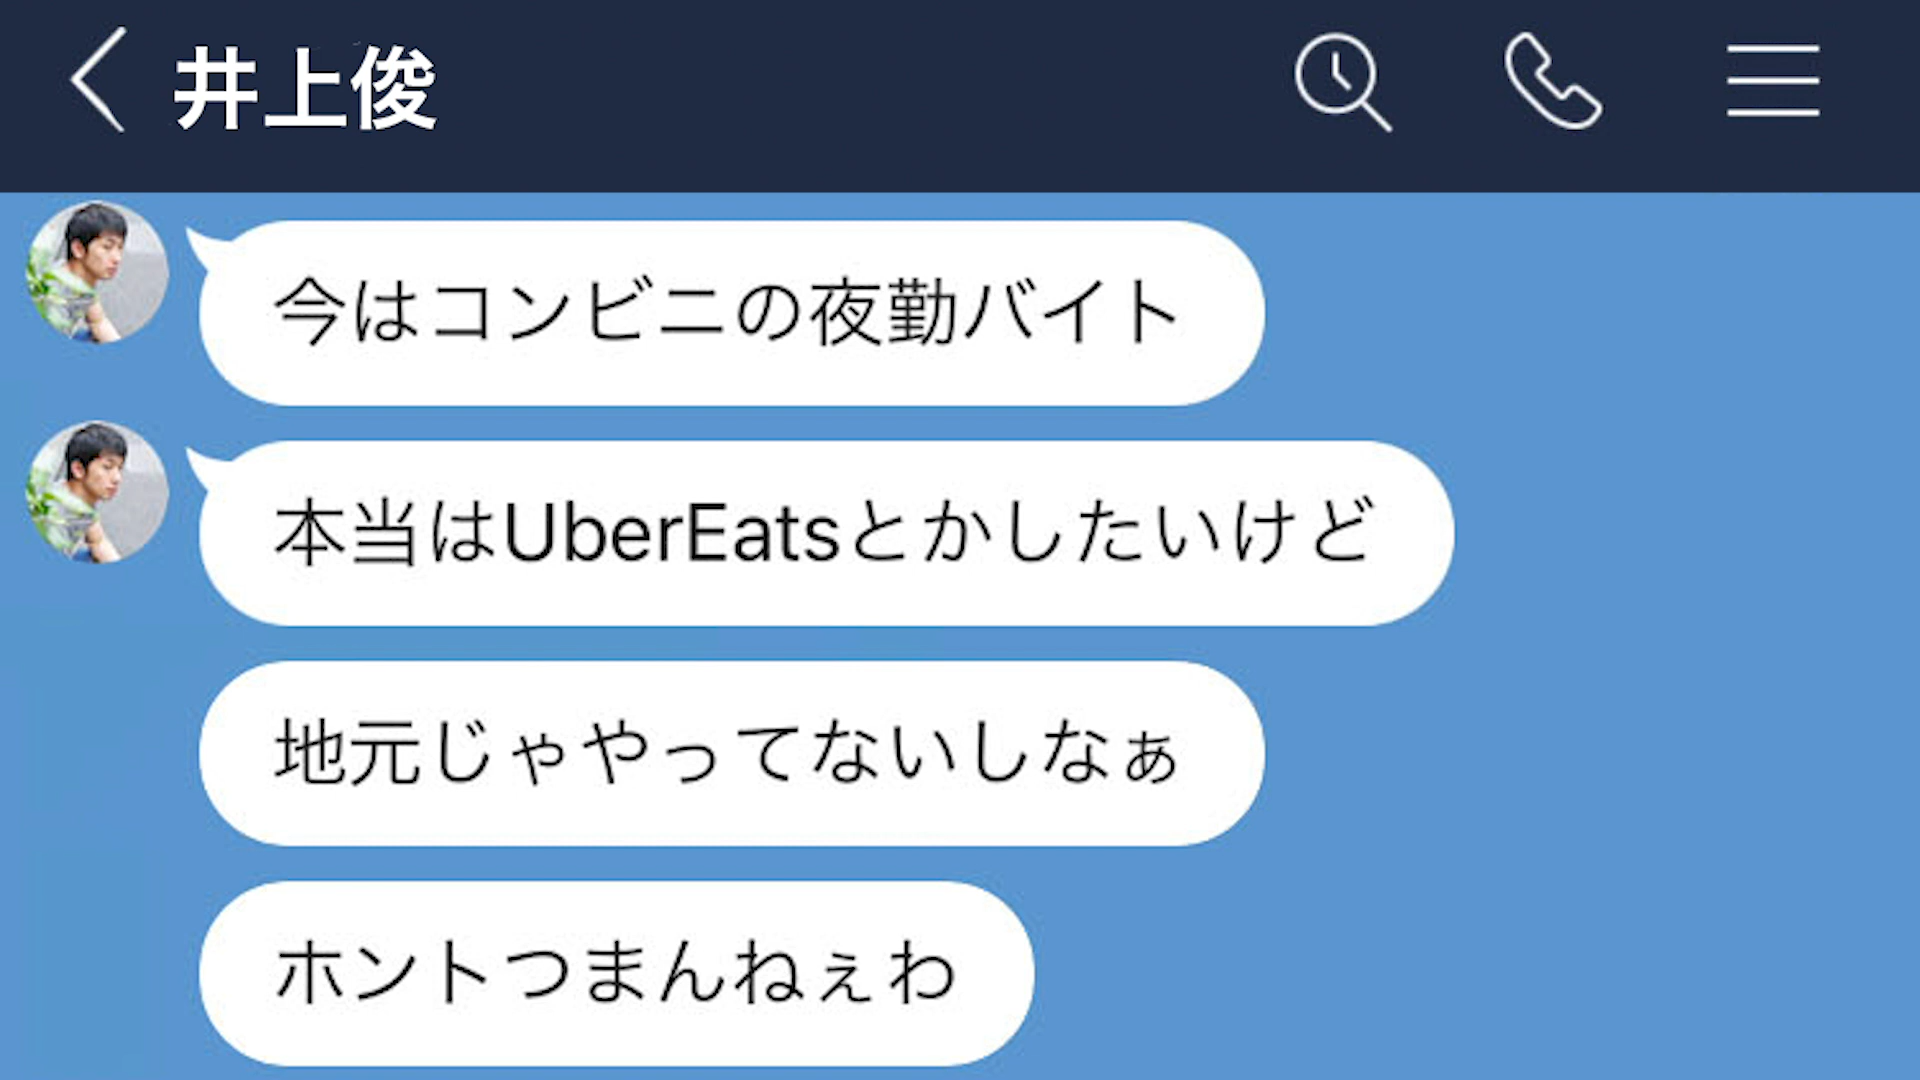 井上俊
今はコンビニの夜勤バイト
本当はUberEatsとかしたいけど
地元じゃやってないしなぁ
ホントつまんねぇわ